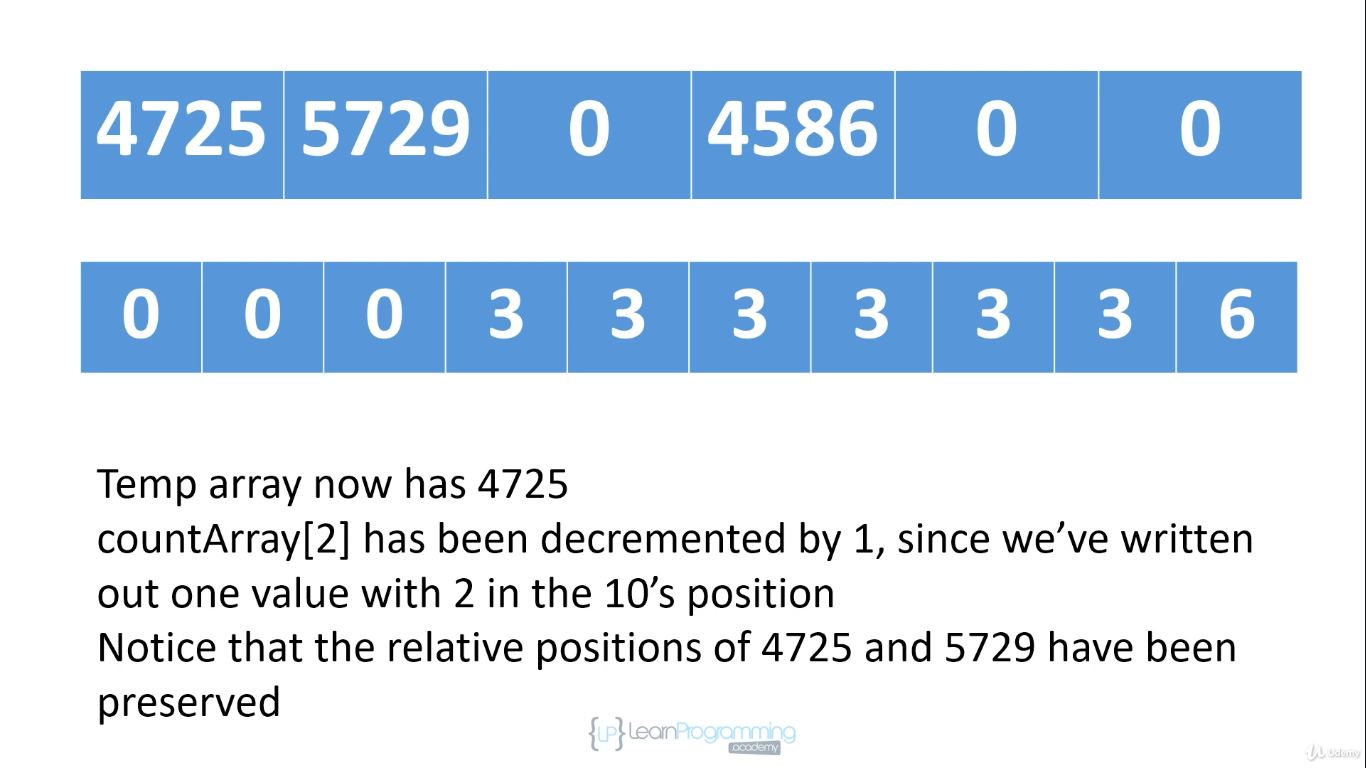 4725 5729 0 4586 0 0
0 0 0 3 3 3 3 3 3 6
Temp array now has 4725
countArray[2] has been decremented by 1, since we’ve written
out one value with 2 in the 10’s position
Notice that the relative positions of 4725 and 5729 have been
preserved
{LP} LearnProgramming
.academy
Udemy